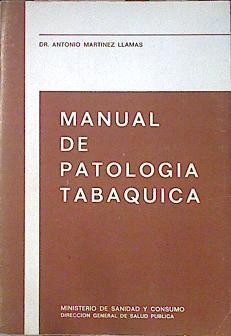 DR. ANTONIO MARTINEZ LLAMAS
MANUAL
DE
PATOLOGIA
TABAQUICA
MINISTERIO DE SANIDAD Y CONSUMO
DIRECCION GENERAL DE SALUD PUBLICA